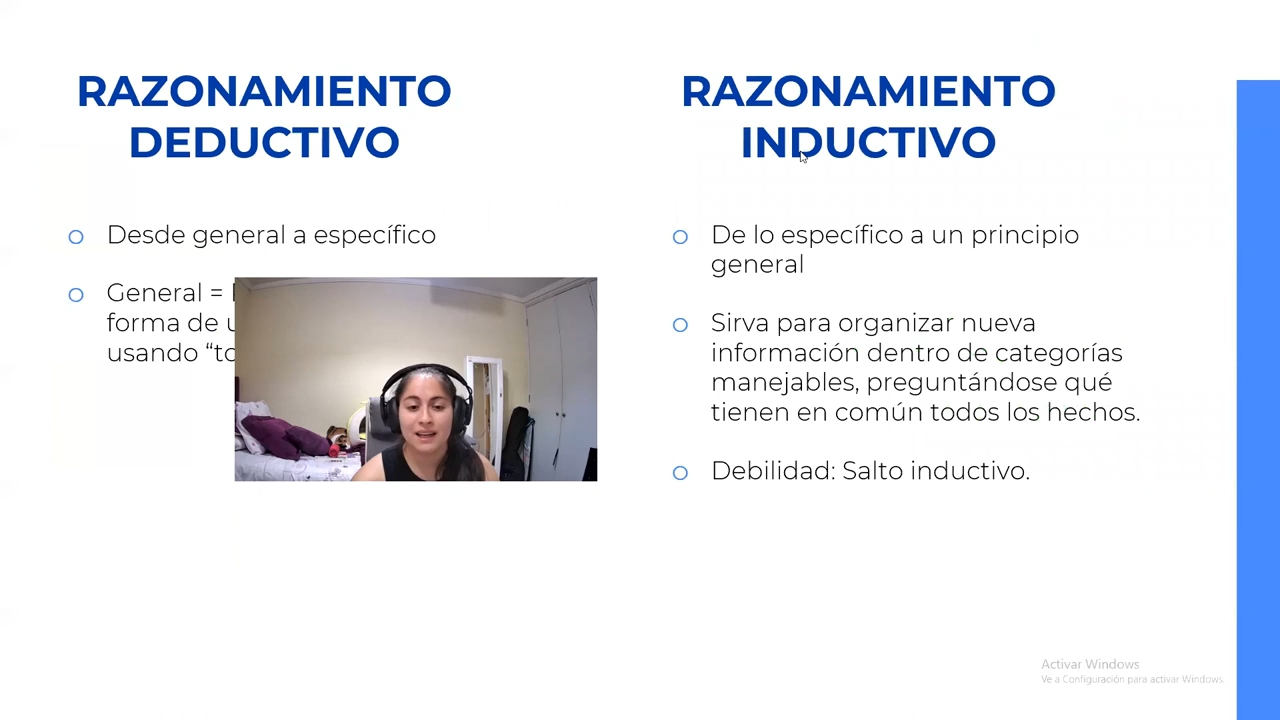 RAZONAMIENTO
DEDUCTIVO
Desde general a específico
General =
forma de
usando
RAZONAMIENTO
INDUCTIVO
De lo específico a un principio
general
Sirva para organizar nueva
información dentro de categorías
manejables, preguntándose qué
tienen en común todos los hechos.
Debilidad: Salto inductivo.
Activar Windows
Ve a Configuración para activar Windows.